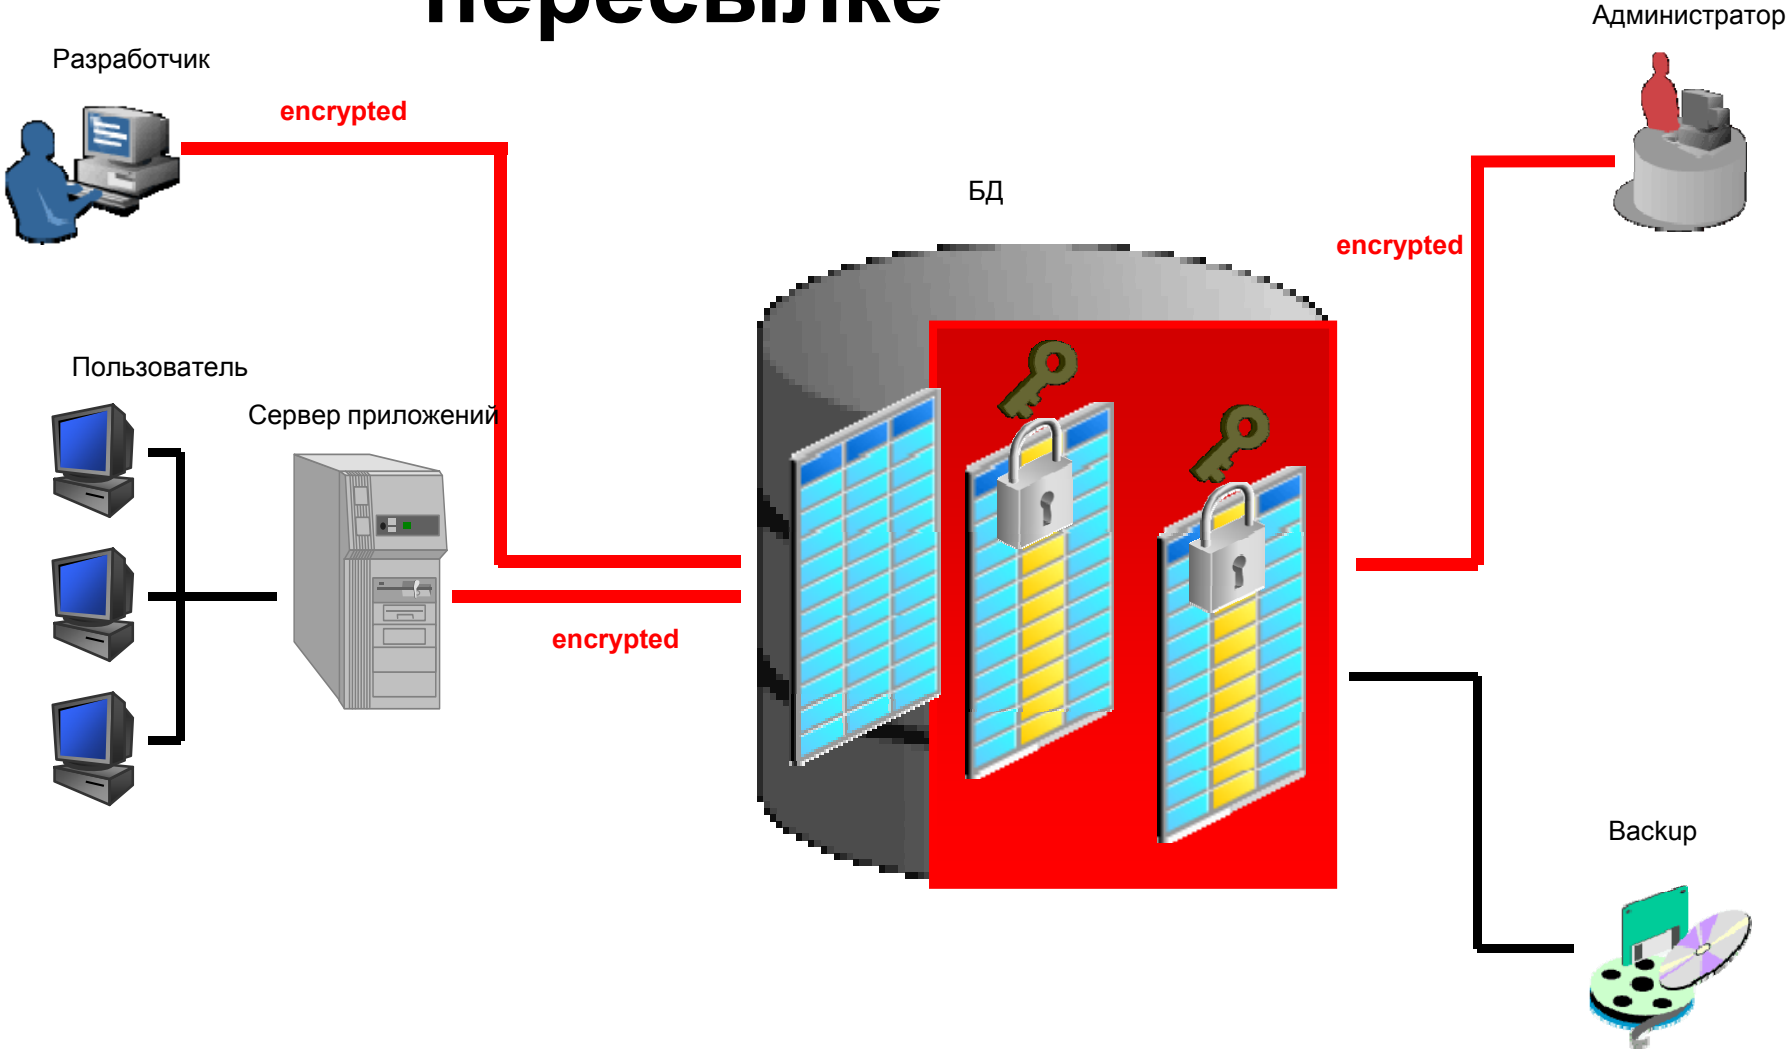 пересылке
Администратор
Разработчик
encrypted
БД
encrypted
Пользователь
Сервер приложений
encrypted
Backup